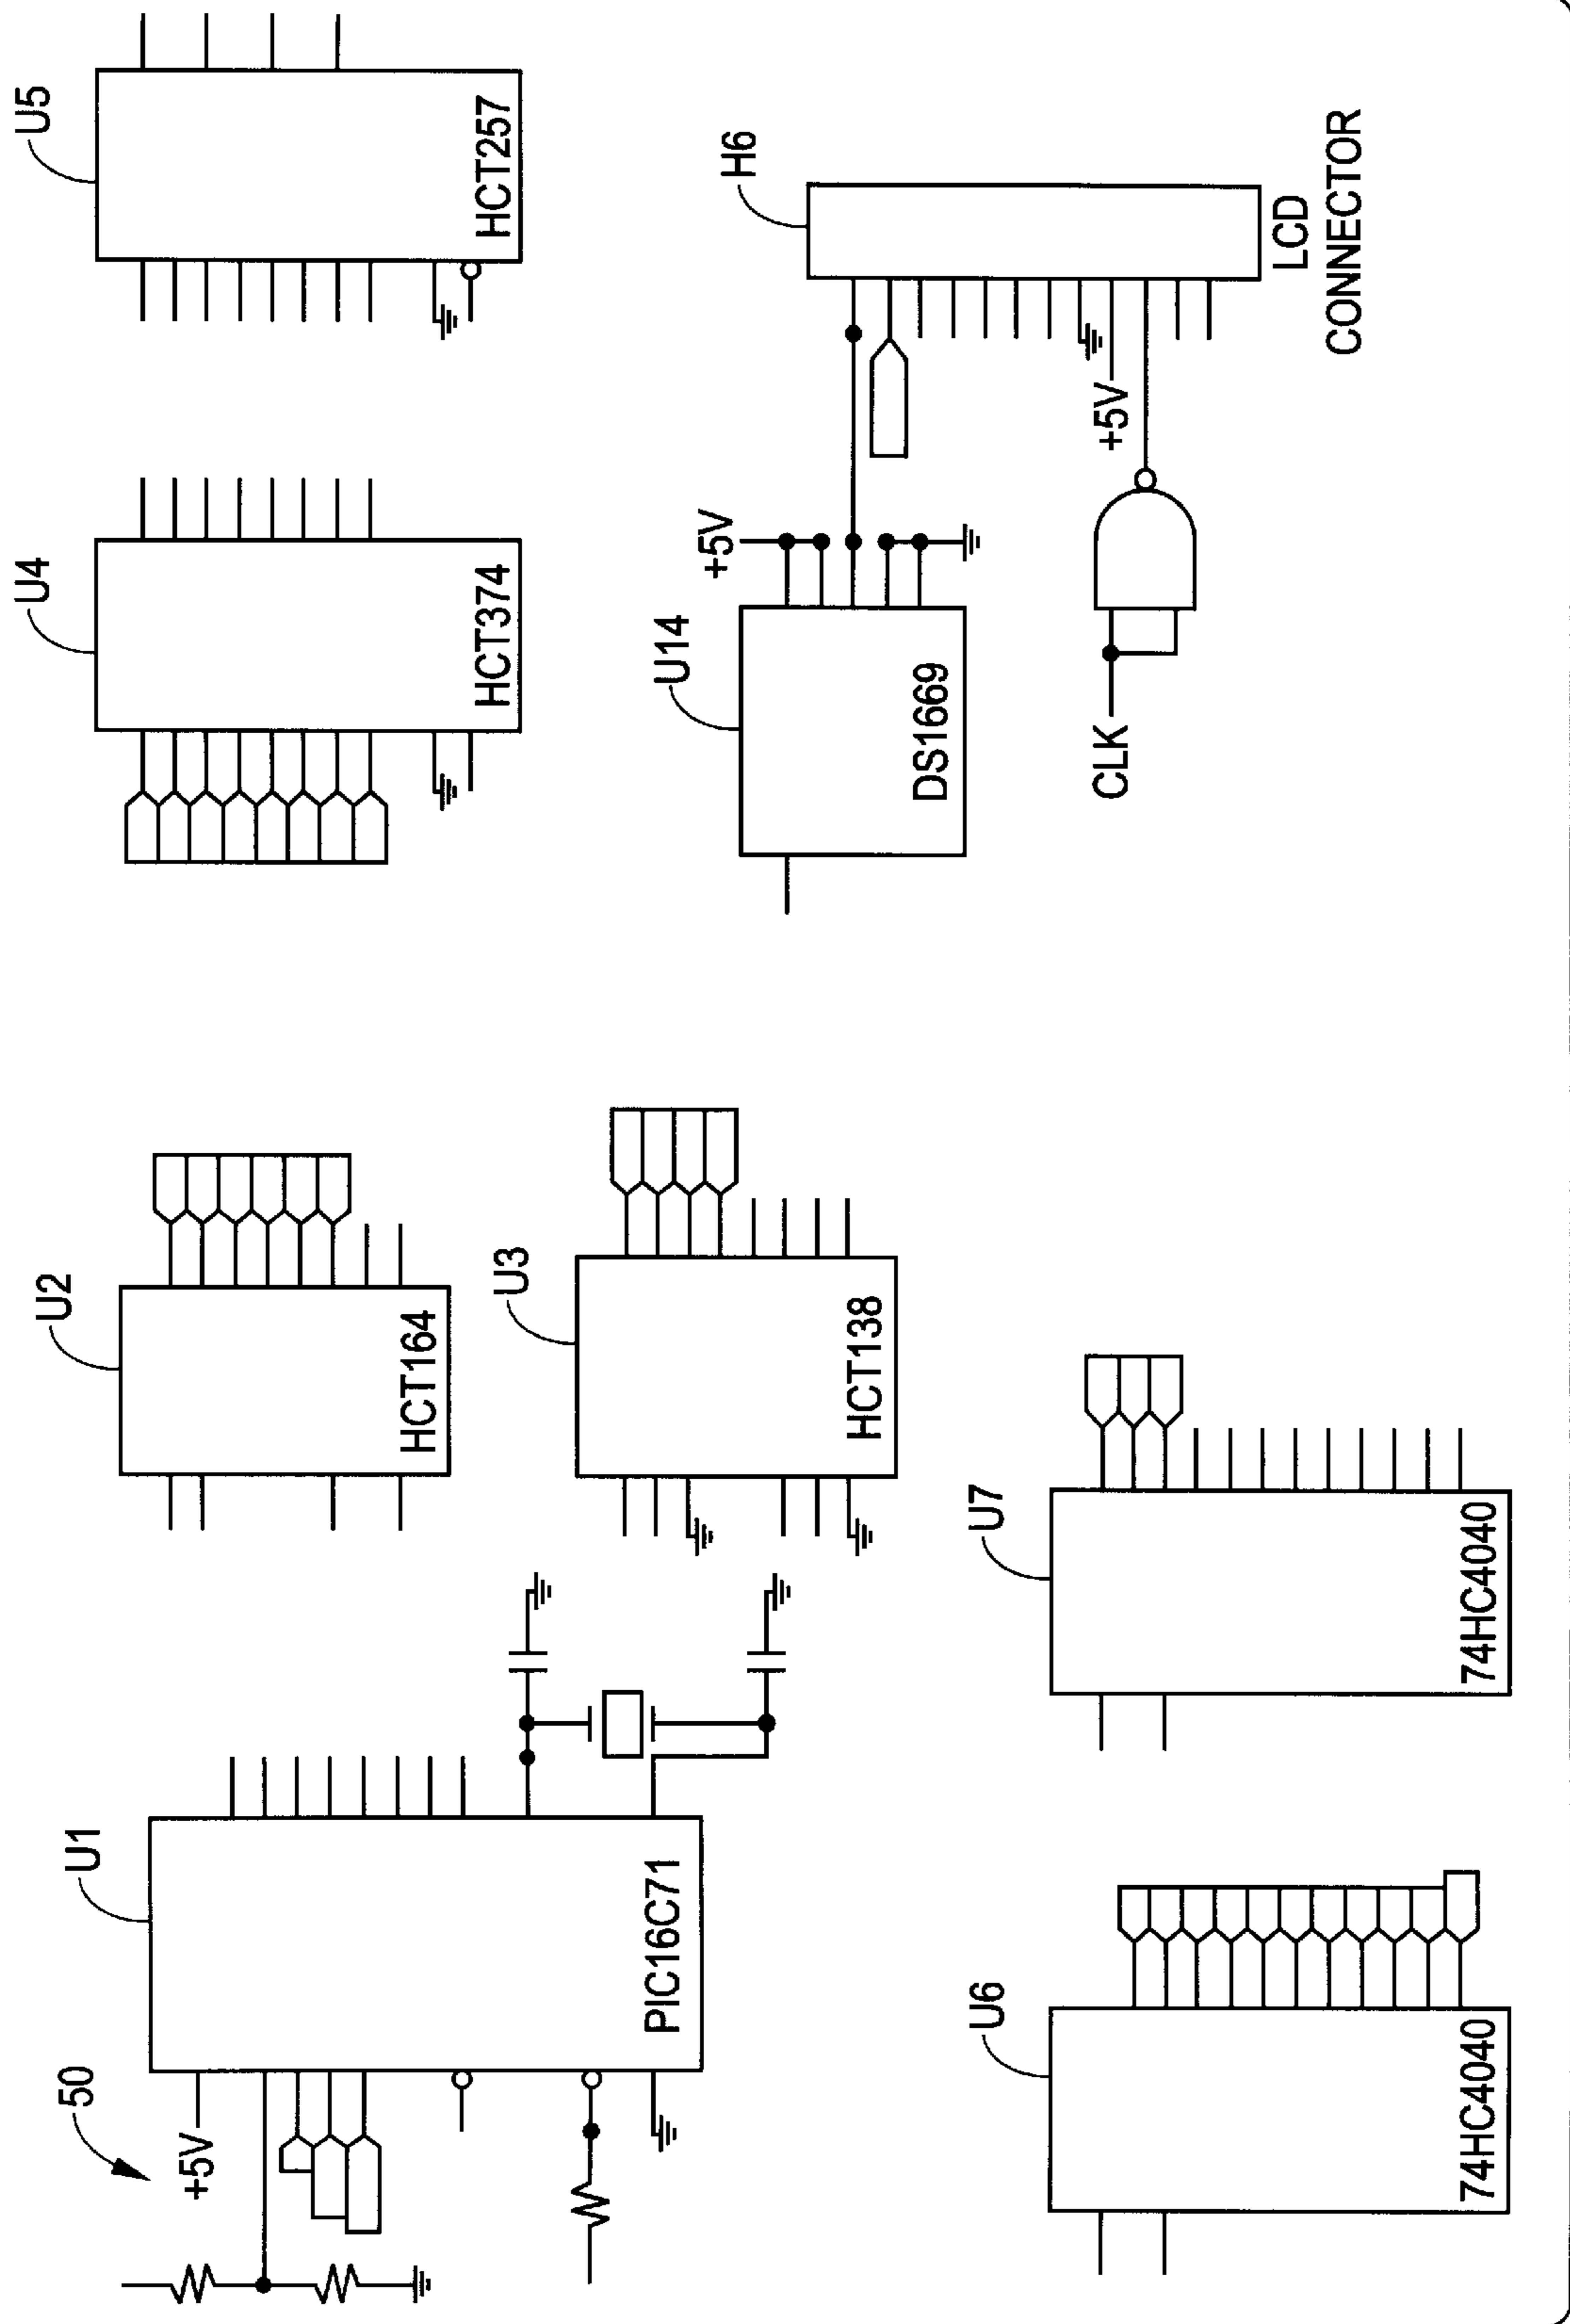 50
U1
+5V
PIC16C71
U2
HCT164
U3
HCT138
U4
HCT374
U5
HCT257
U6
74HC4040
U7
74HC4040
U14
+5V
DS1669
H6
+5V
CLK
LCD
CONNECTOR